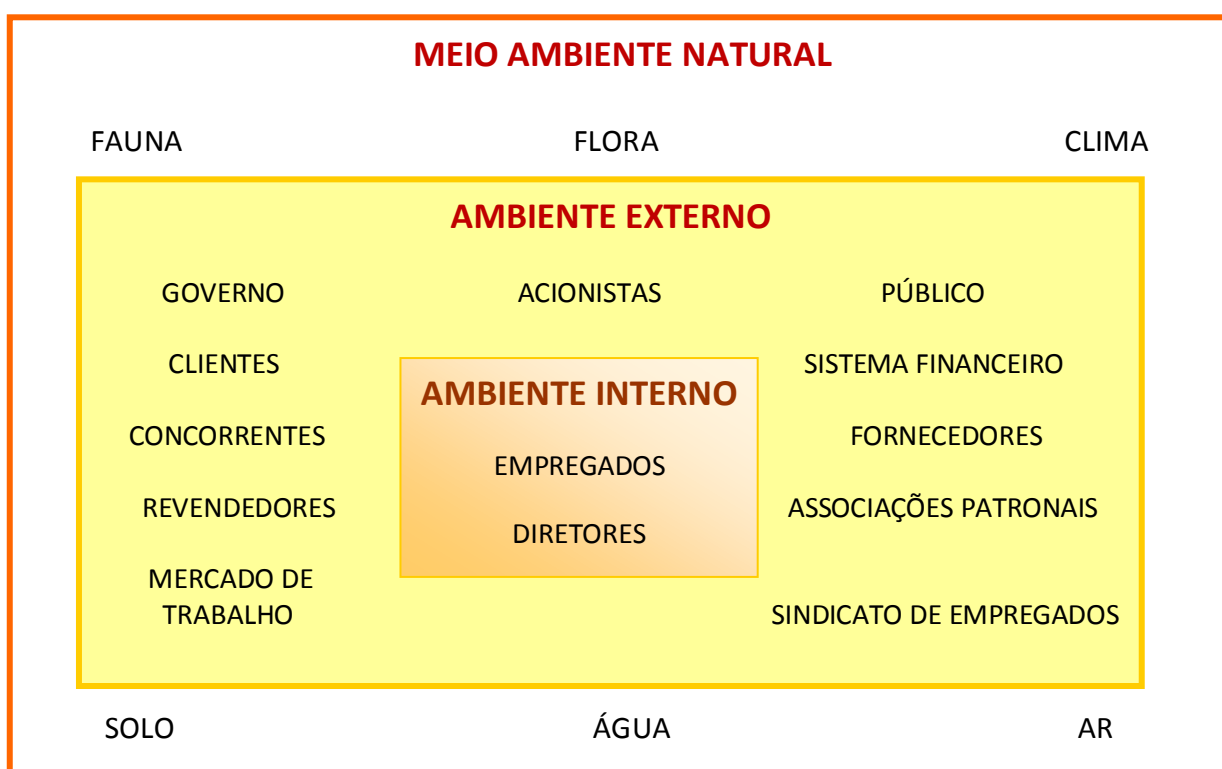 MEIO AMBIENTE NATURAL
FAUNA FLORA CLIMA
AMBIENTE EXTERNO
GOVERNO ACIONISTAS PÚBLICO
CLIENTES
SISTEMA FINANCEIRO
AMBIENTE INTERNO
CONCORRENTES
FORNECEDORES
EMPREGADOS
REVENDEDORES
ASSOCIAÇÕES PATRONAIS
DIRETORES
MERCADO DE
TRABALHO
SINDICATO DE EMPREGADOS
SOLO ÁGUA AR